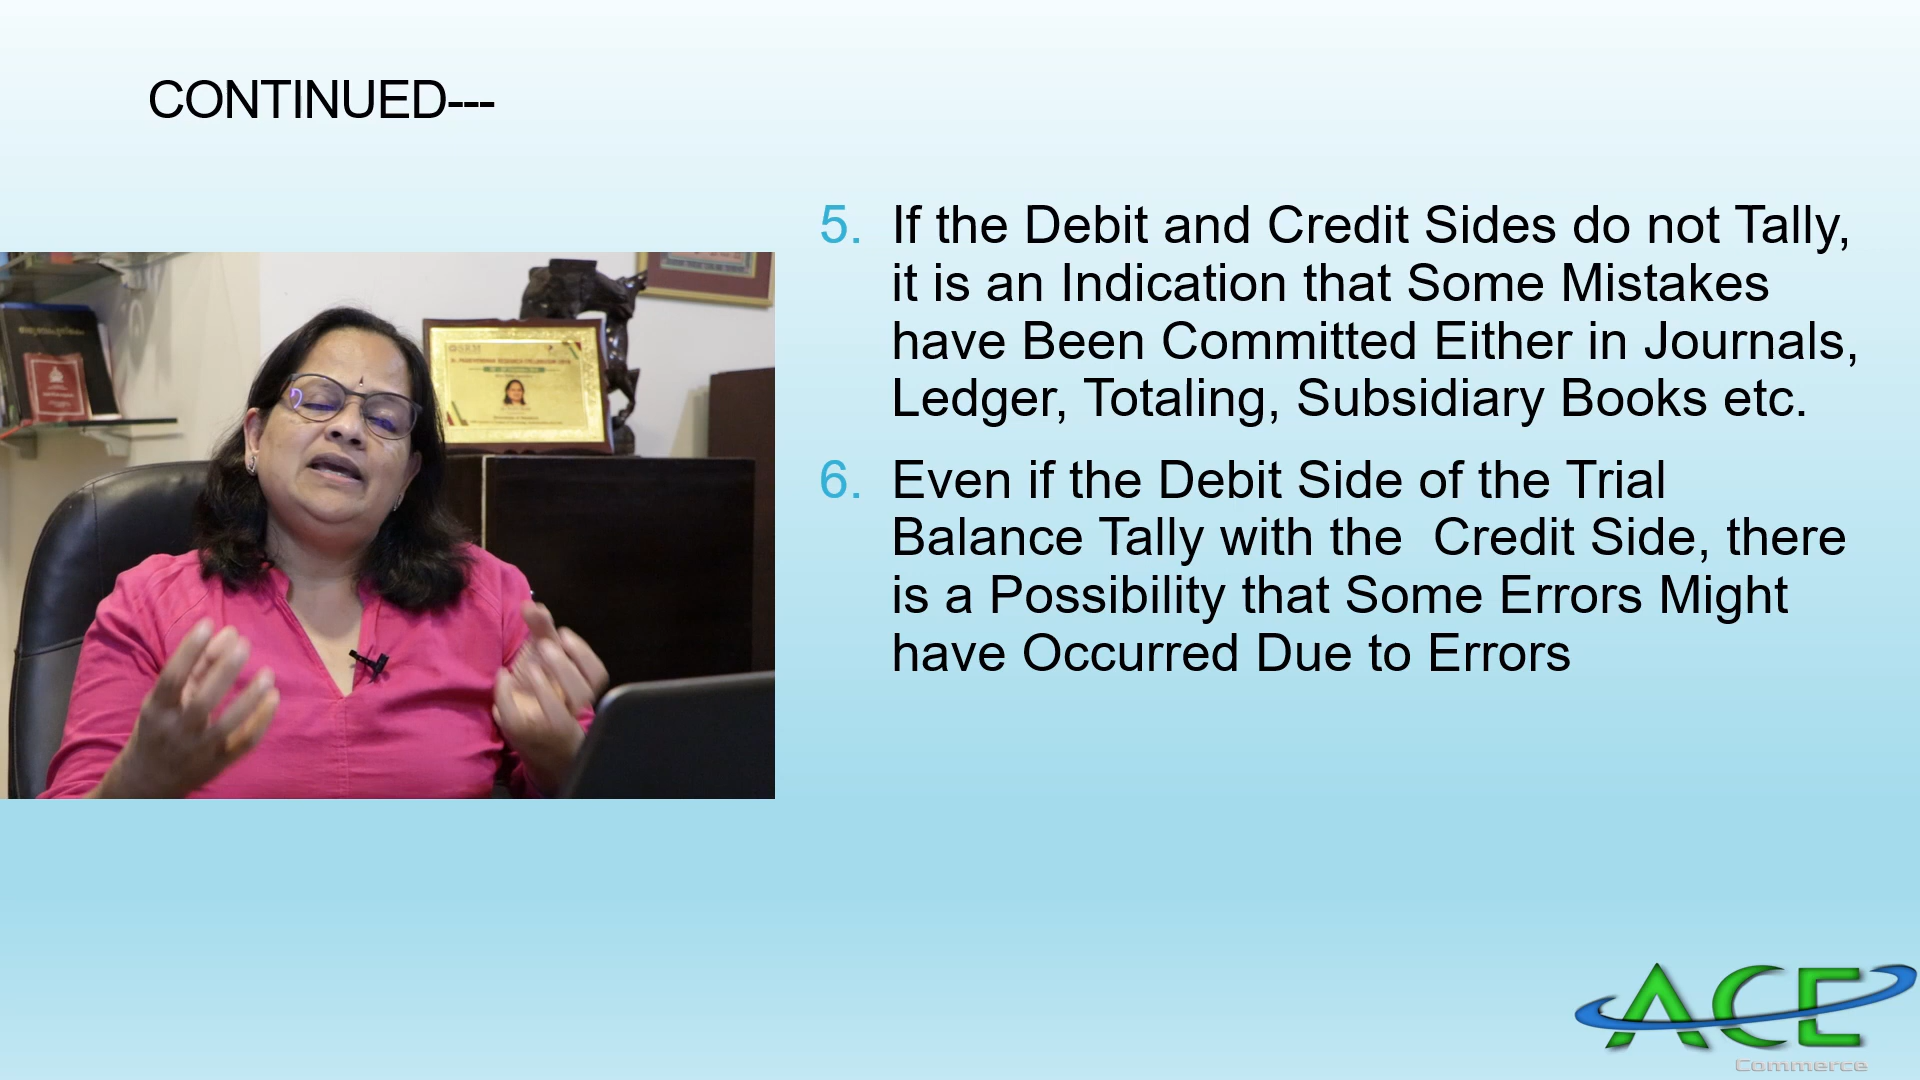 CONTINUED---
5. If the Debit and Credit Sides do not Tally,
it is an Indication that Some Mistakes
have Been Committed Either in Journals,
Ledger, Totaling, Subsidiary Books etc.
6. Even if the Debit Side of the Trial
Balance Tally with the  Credit Side, there
is a Possibility that Some Errors Might
have Occurred Due to Errors
ACE
Commerce